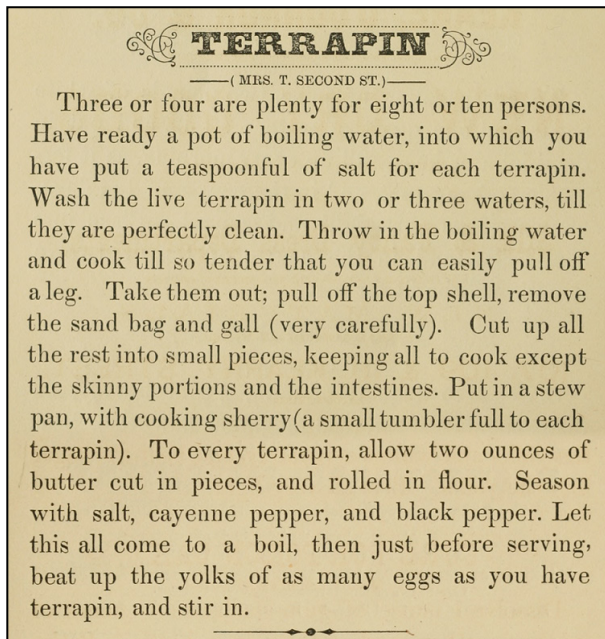 TERRAPIN
( MRS. T. SECOND ST.)
Three or four are plenty for eight or ten persons.
Have ready a pot of boiling water, into which you
have put a teaspoonful of salt for each terrapin.
Wash the live terrapin in two or three waters, till
they are perfectly clean. Throw in the boiling water
and cook till so tender that you can easily pull off
a leg. Take them out; pull off the top shell, remove
the sand bag and gall (very carefully). Cut up all
the rest into small pieces, keeping all to cook except
the skinny portions and the intestines. Put in a stew
pan, with cooking sherry (a small tumbler full to each
terrapin). To every terrapin, allow two ounces of
butter cut in pieces, and rolled in flour. Season
with salt, cayenne pepper, and black pepper. Let
this all come to a boil, then just before serving,
beat up the yolks of as many eggs as you have
terrapin, and stir in.